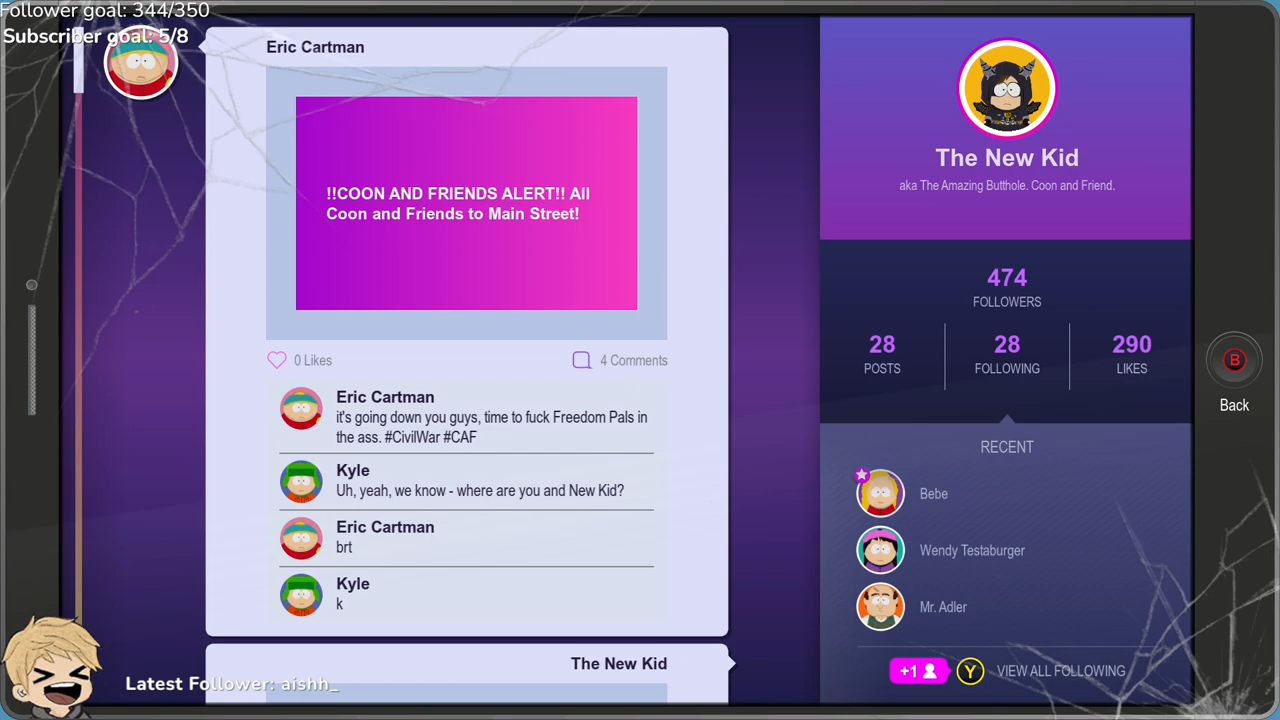 Follower goal: 344/350
Subscriber goal: 5/8
Eric Cartman
!!COON AND FRIENDS ALERT!! All
Coon and Friends to Main Street!
0 Likes
4 Comments
Eric Cartman
it's going down you guys, time to fuck Freedom Pals in
the ass. #CivilWar #CAF
Kyle
Uh, yeah, we know - where are you and New Kid?
Eric Cartman
brt
Kyle
k
The New Kid
Latest Follower: aishh_
The New Kid
aka The Amazing Butthole. Coon and Friend.
474
FOLLOWERS
28
POSTS
28
FOLLOWING
290
LIKES
RECENT
Bebe
Wendy Testaburger
Mr. Adler
+1
Y
VIEW ALL FOLLOWING
B
Back